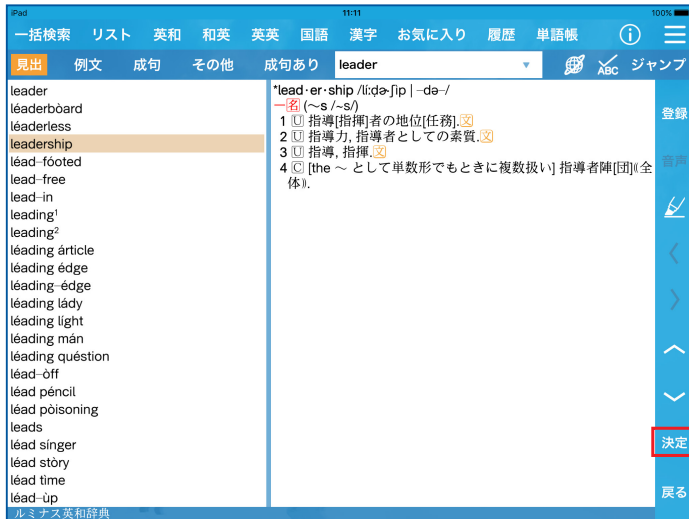 iPad 11:11 100%
一括検索 リスト 英和 和英 英英 国語 漢字 お気に入り 履歴 単語帳
見出 例文 成句 その他 成句あり leader ABC ジャンプ
leader
léaderbòard
léaderless
leadership
léad–fóoted
lead–free
lead–in
leading¹
leading²
léading árticle
léading édge
léading–édge
léading lády
léading líght
léading mán
léading quéstion
léad–òff
léad péncil
léad pòisoning
leads
léad sínger
léad stòry
léad tìme
léad–ùp
*lead·er·ship /líːdɚʃìp | –də–/
━名 (~s /~s/)
1 U 指導[指揮]者の地位[任務].文
2 U 指導力, 指導者としての素質.文
3 U 指導, 指揮.文
4 C [the ~ として単数形でもときに複数扱い] 指導者陣[団]⟪全
体⟫.
登録
音声
決定
戻る
ルミナス英和辞典